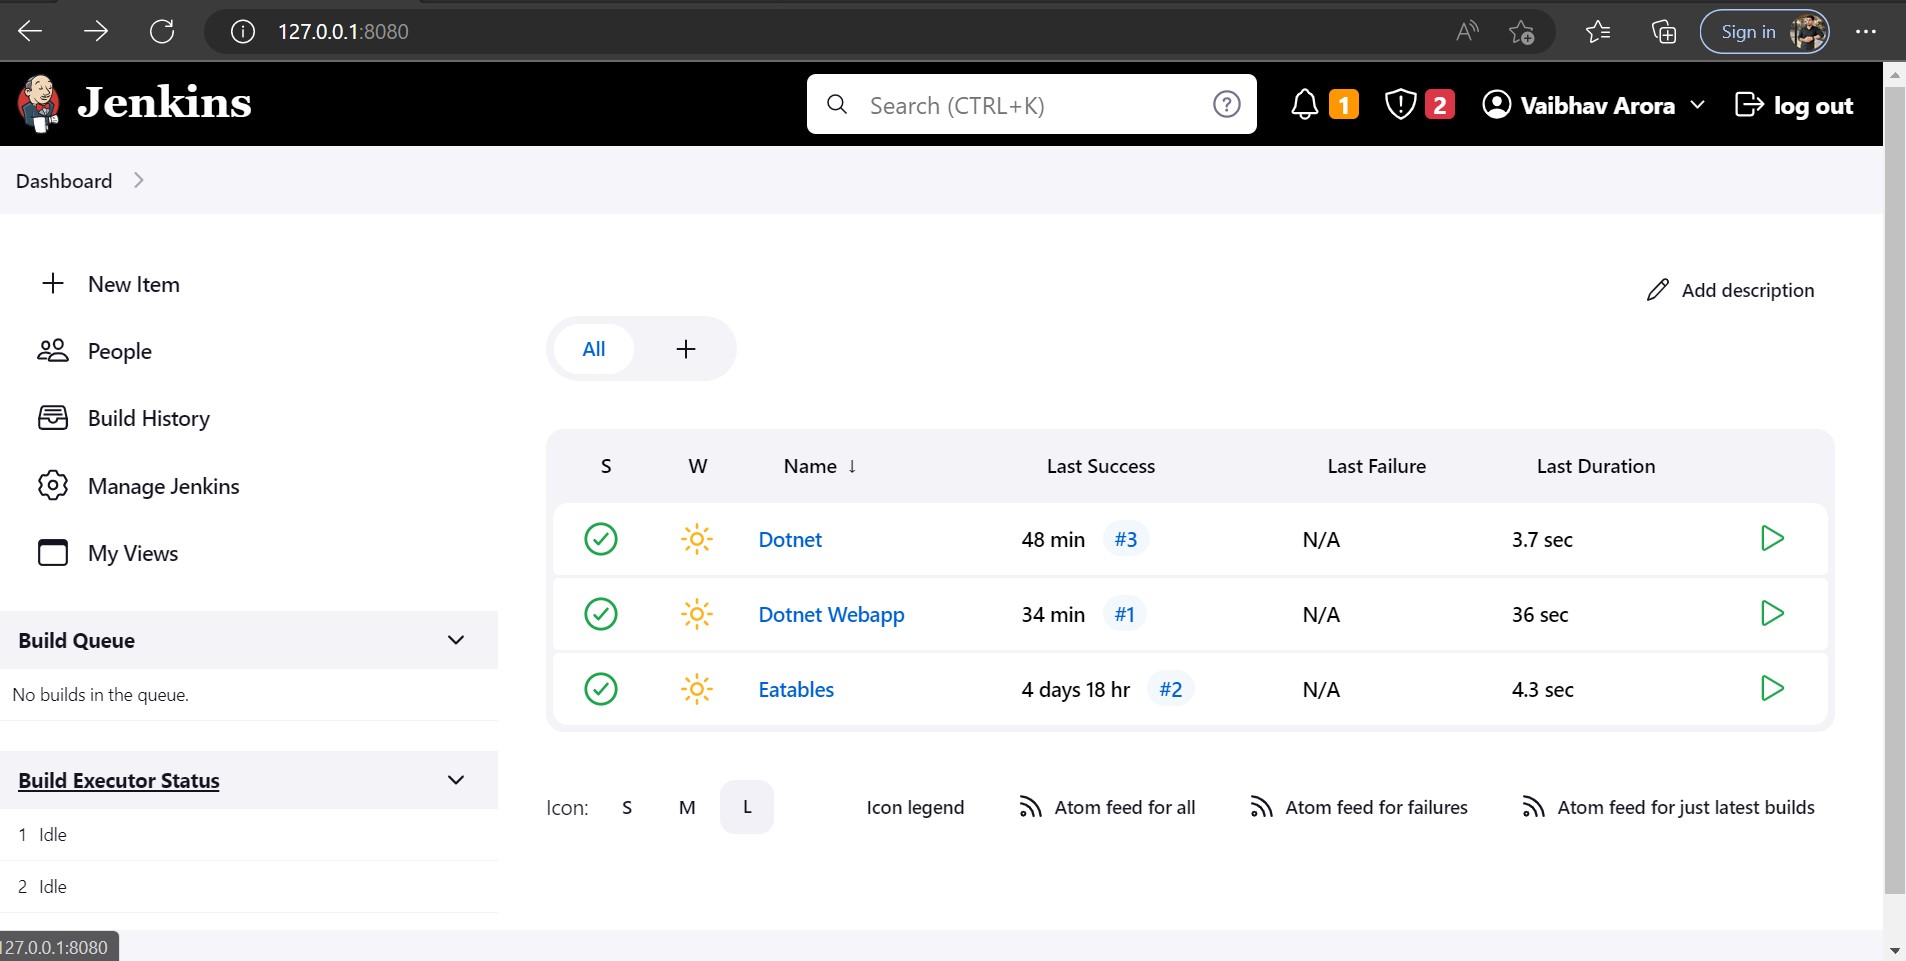 127.0.0.1:8080
Sign in
Jenkins
Search (CTRL+K)
1
2
Vaibhav Arora
log out
Dashboard
New Item
People
Build History
Manage Jenkins
My Views
Build Queue
No builds in the queue.
Build Executor Status
1 Idle
2 Idle
Add description
All
S W Name ↓ Last Success Last Failure Last Duration
Dotnet 48 min #3 N/A 3.7 sec
Dotnet Webapp 34 min #1 N/A 36 sec
Eatables 4 days 18 hr #2 N/A 4.3 sec
Icon: S M L Icon legend Atom feed for all Atom feed for failures Atom feed for just latest builds
127.0.0.1:8080